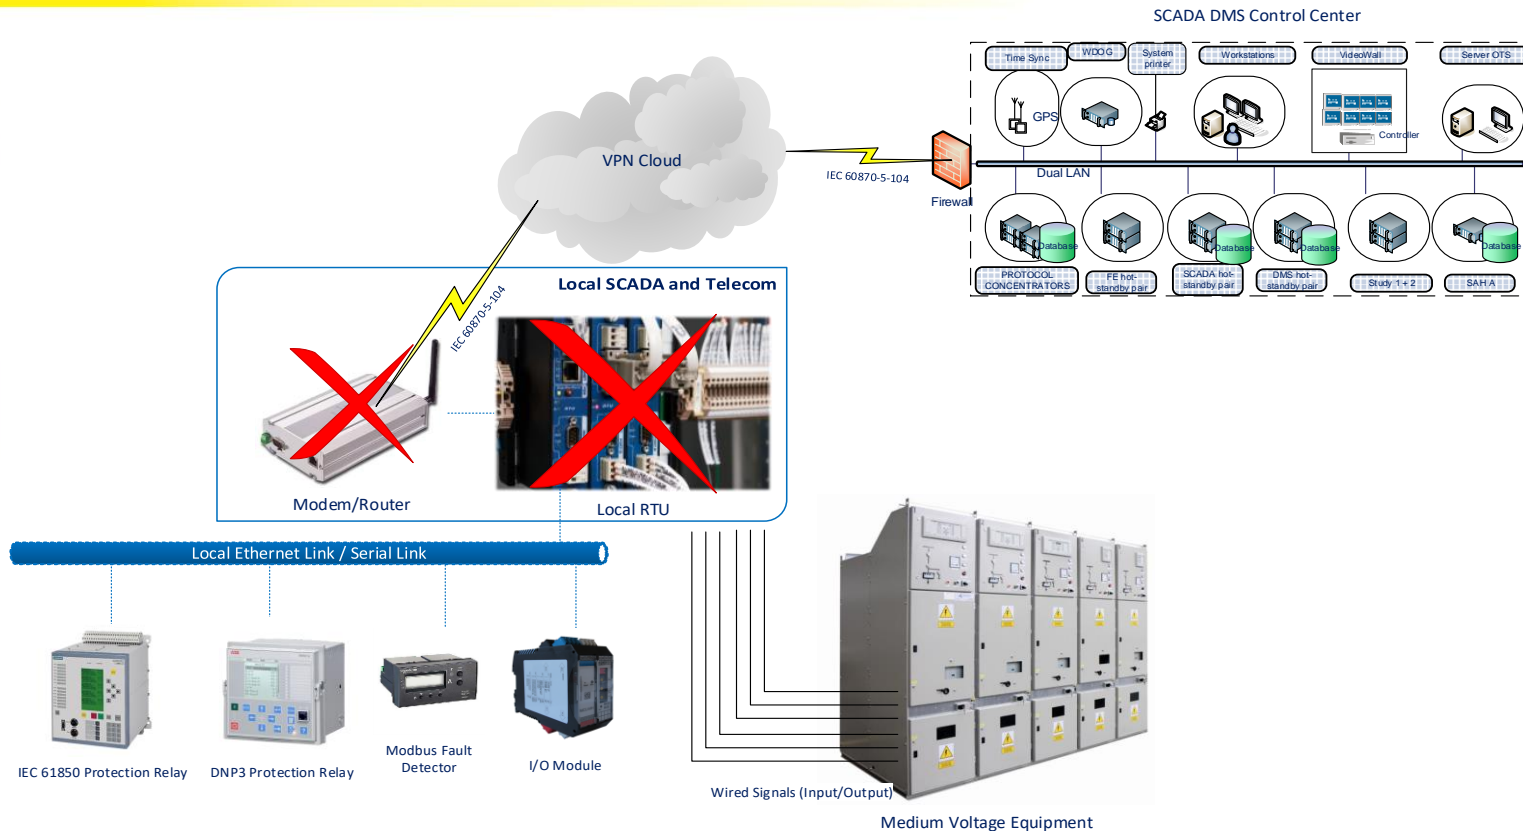 SCADA DMS Control Center
Time Sync
WDOG
System
printer
Workstations
VideoWall
Server OTS
GPS
Controller
VPN Cloud
IEC 60870-5-104
Dual LAN
Firewall
Database
Database
Database
Database
PROTOCOL
CONCENTRATORS
FE hot-
standby pair
SCADA hot-
standby pair
DMS hot-
standby pair
Study 1 + 2
SAH A
Local SCADA and Telecom
IEC 60870-5-104
Modem/Router
Local RTU
Local Ethernet Link / Serial Link
IEC 61850 Protection Relay
DNP3 Protection Relay
Modbus Fault
Detector
I/O Module
Wired Signals (Input/Output)
Medium Voltage Equipment